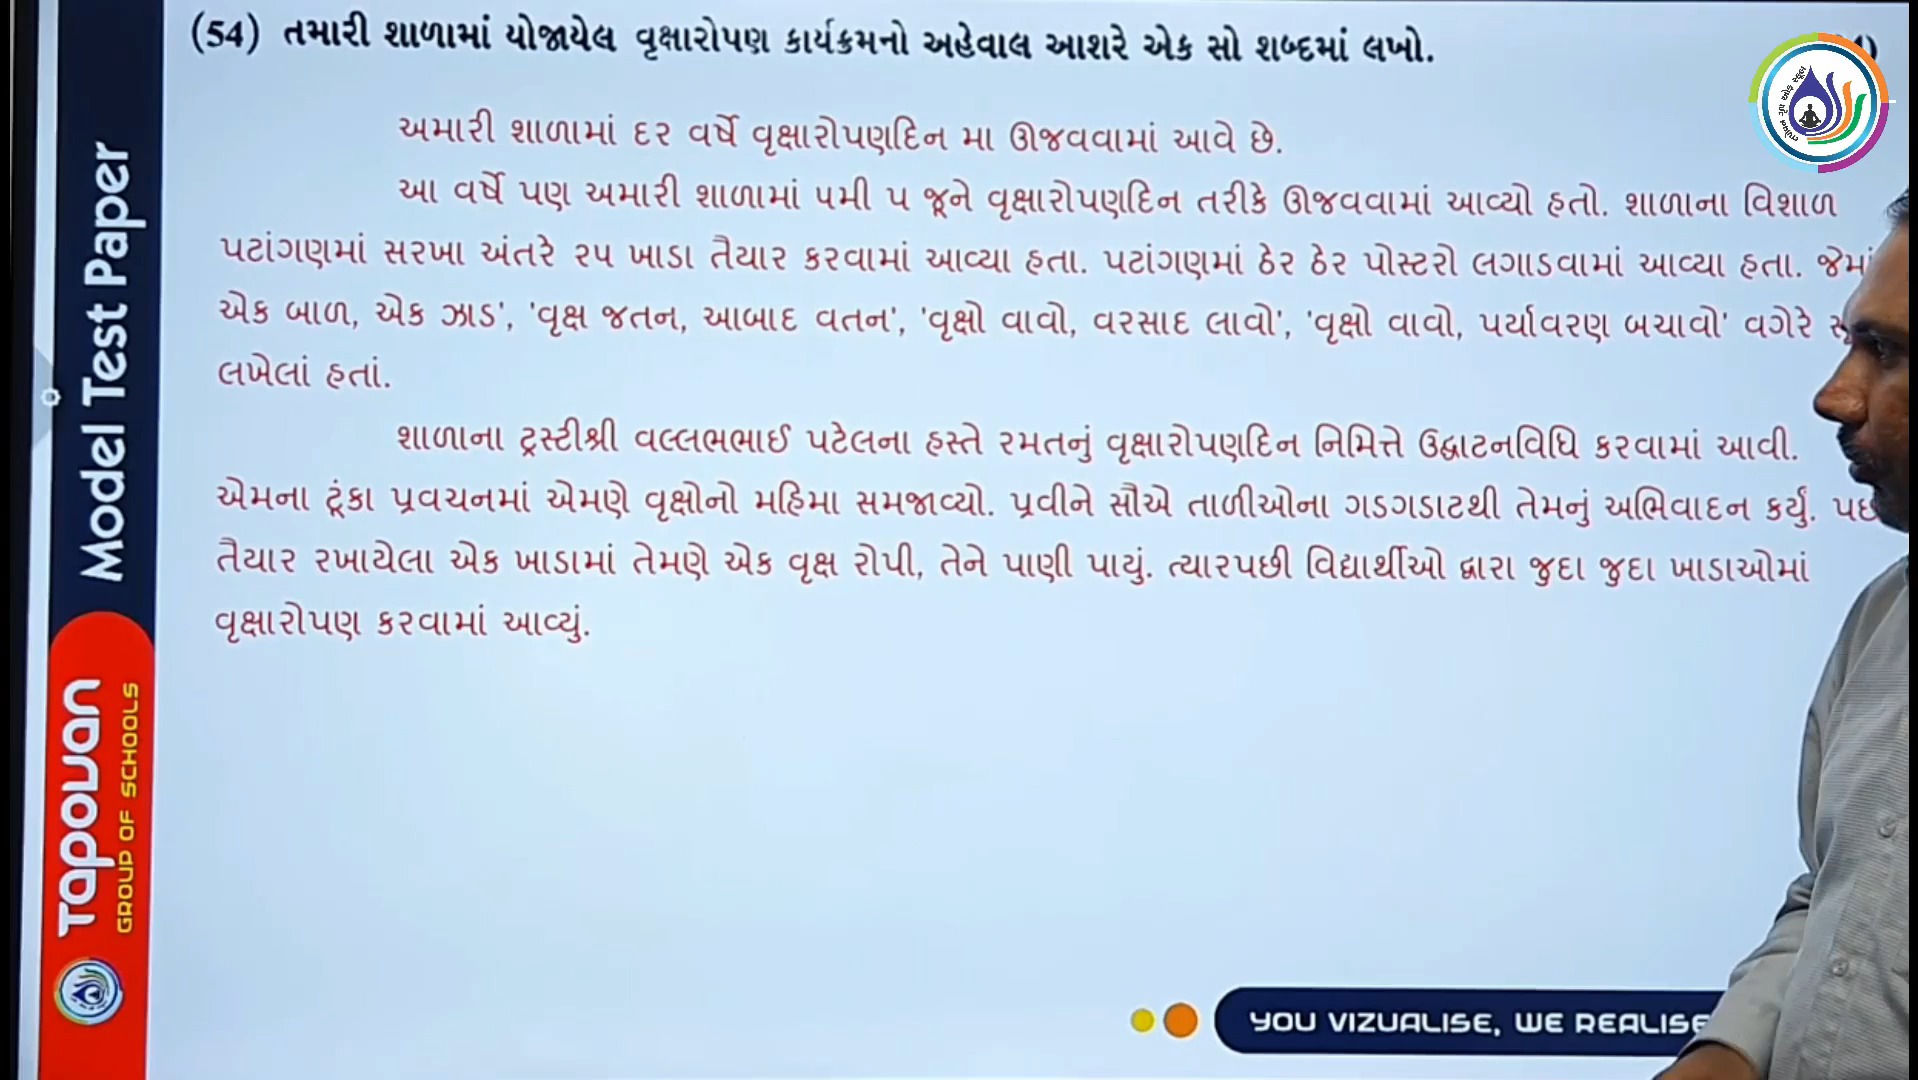 (54) તમારી શાળામાં યોજાયેલ વૃક્ષારોપણ કાર્યક્રમનો અહેવાલ આશરે એક સો શબ્દમાં લખો.
અમારી શાળામાં દર વર્ષે વૃક્ષારોપણદિન મા ઊજવવામાં આવે છે.
આ વર્ષે પણ અમારી શાળામાં ૫મી ૫ જૂને વૃક્ષારોપણદિન તરીકે ઊજવવામાં આવ્યો હતો. શાળાના વિશાળ
પટાંગણમાં સરખા અંતરે ૨૫ ખાડા તૈયાર કરવામાં આવ્યા હતા. પટાંગણમાં ઠેર ઠેર પોસ્ટરો લગાડવામાં આવ્યા હતા. જેમાં
એક બાળ, એક ઝાડ', 'વૃક્ષ જતન, આબાદ વતન', 'વૃક્ષો વાવો, વરસાદ લાવો', 'વૃક્ષો વાવો, પર્યાવરણ બચાવો' વગેરે
લખેલાં હતાં.
શાળાના ટ્રસ્ટીશ્રી વલ્લભભાઈ પટેલના હસ્તે રમતનું વૃક્ષારોપણદિન નિમિત્તે ઉદ્ઘાટનવિધિ કરવામાં આવી.
એમના ટૂંકા પ્રવચનમાં એમણે વૃક્ષોનો મહિમા સમજાવ્યો. પ્રવીને સૌએ તાળીઓના ગડગડાટથી તેમનું અભિવાદન કર્યું.
તૈયાર રખાયેલા એક ખાડામાં તેમણે એક વૃક્ષ રોપી, તેને પાણી પાયું. ત્યારપછી વિદ્યાર્થીઓ દ્વારા જુદા જુદા ખાડાઓમાં
વૃક્ષારોપણ કરવામાં આવ્યું.
Model Test Paper
Tapovan
GROUP OF SCHOOLS
YOU VIZUALISE, WE REALISE